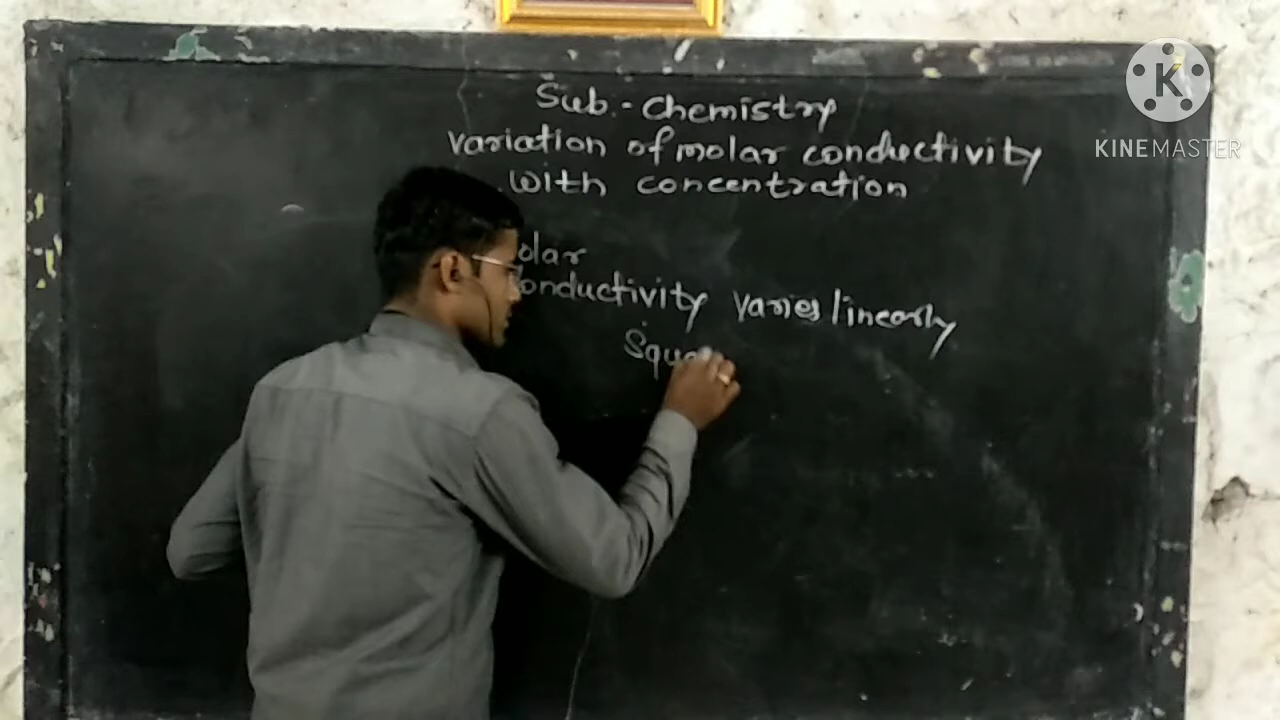 Sub.- Chemistry
variation of molar conductivity
with concentration
olar
onductivity varies linearly
Squa
K
KINEMASTER